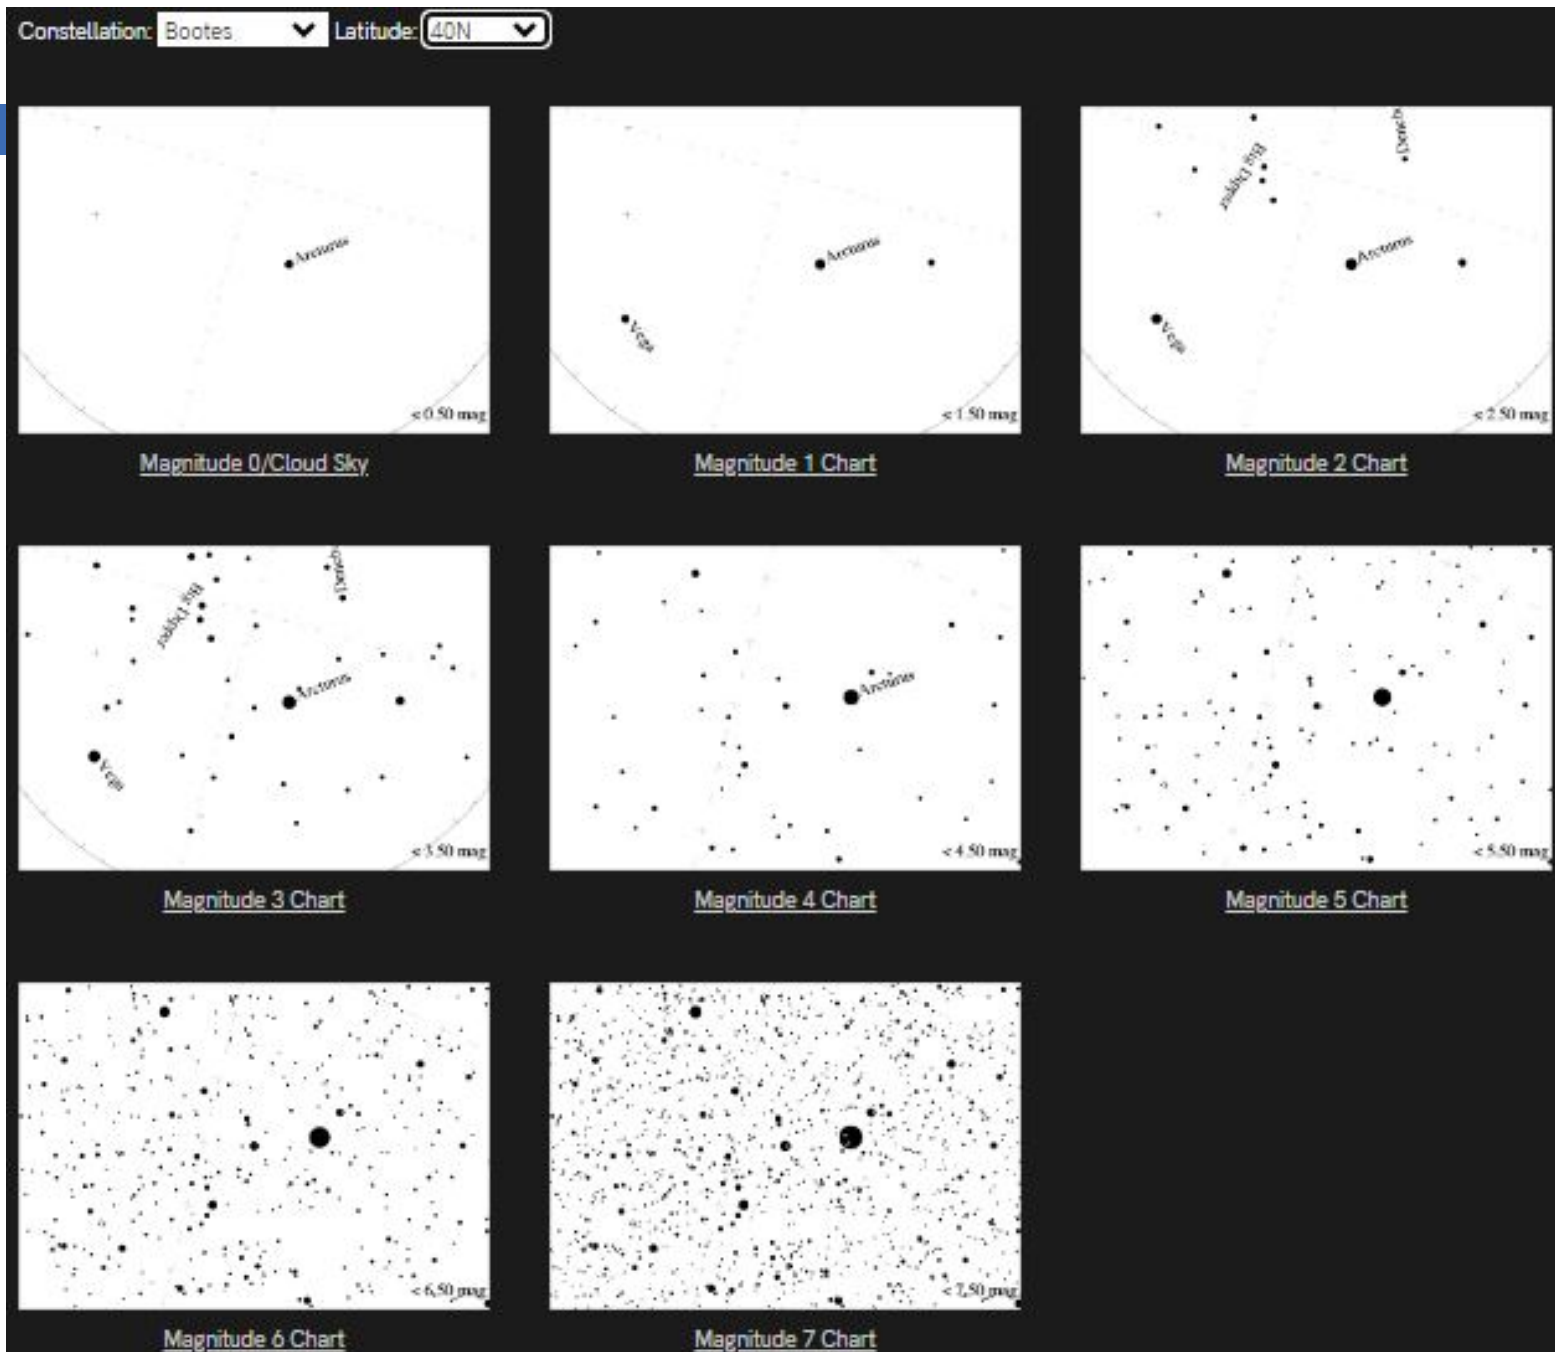 Constellation: Bootes Latitude: 40N
Arcturus
< 0.50 mag
Magnitude 0/Cloud Sky
Arcturus
Vega
< 1.50 mag
Magnitude 1 Chart
Big Dipper
Arcturus
Vega
< 2.50 mag
Magnitude 2 Chart
Big Dipper
Arcturus
Vega
< 3.50 mag
Magnitude 3 Chart
Arcturus
< 4.50 mag
Magnitude 4 Chart
< 5.50 mag
Magnitude 5 Chart
< 6.50 mag
Magnitude 6 Chart
< 7.50 mag
Magnitude 7 Chart